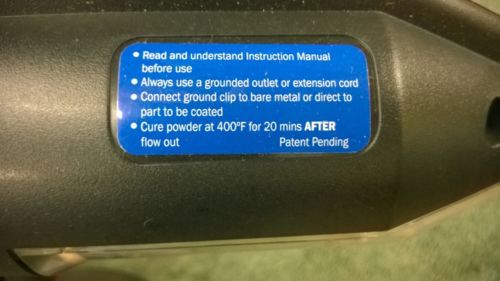 • Read and understand Instruction Manual
before use
• Always use a grounded outlet or extension cord
• Connect ground clip to bare metal or direct to
part to be coated
• Cure powder at 400°F for 20 mins AFTER
flow out Patent Pending